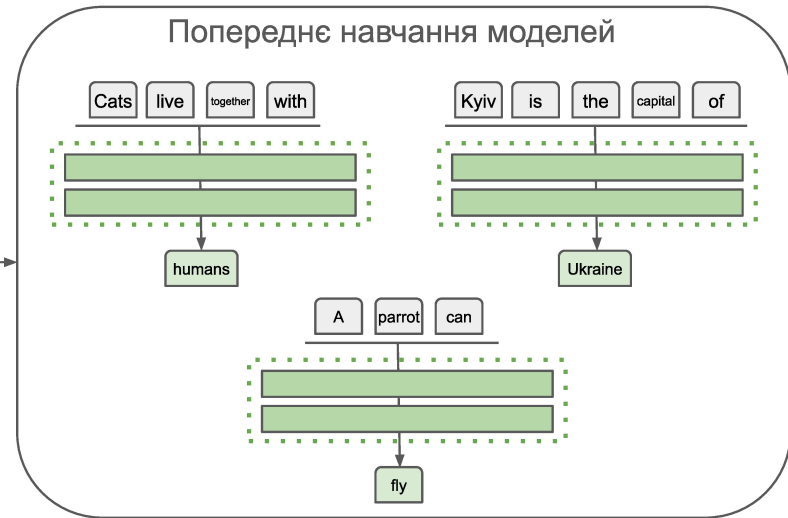 Попереднє навчання моделей
Cats live together with
humans
Kyiv is the capital of
Ukraine
A parrot can
fly